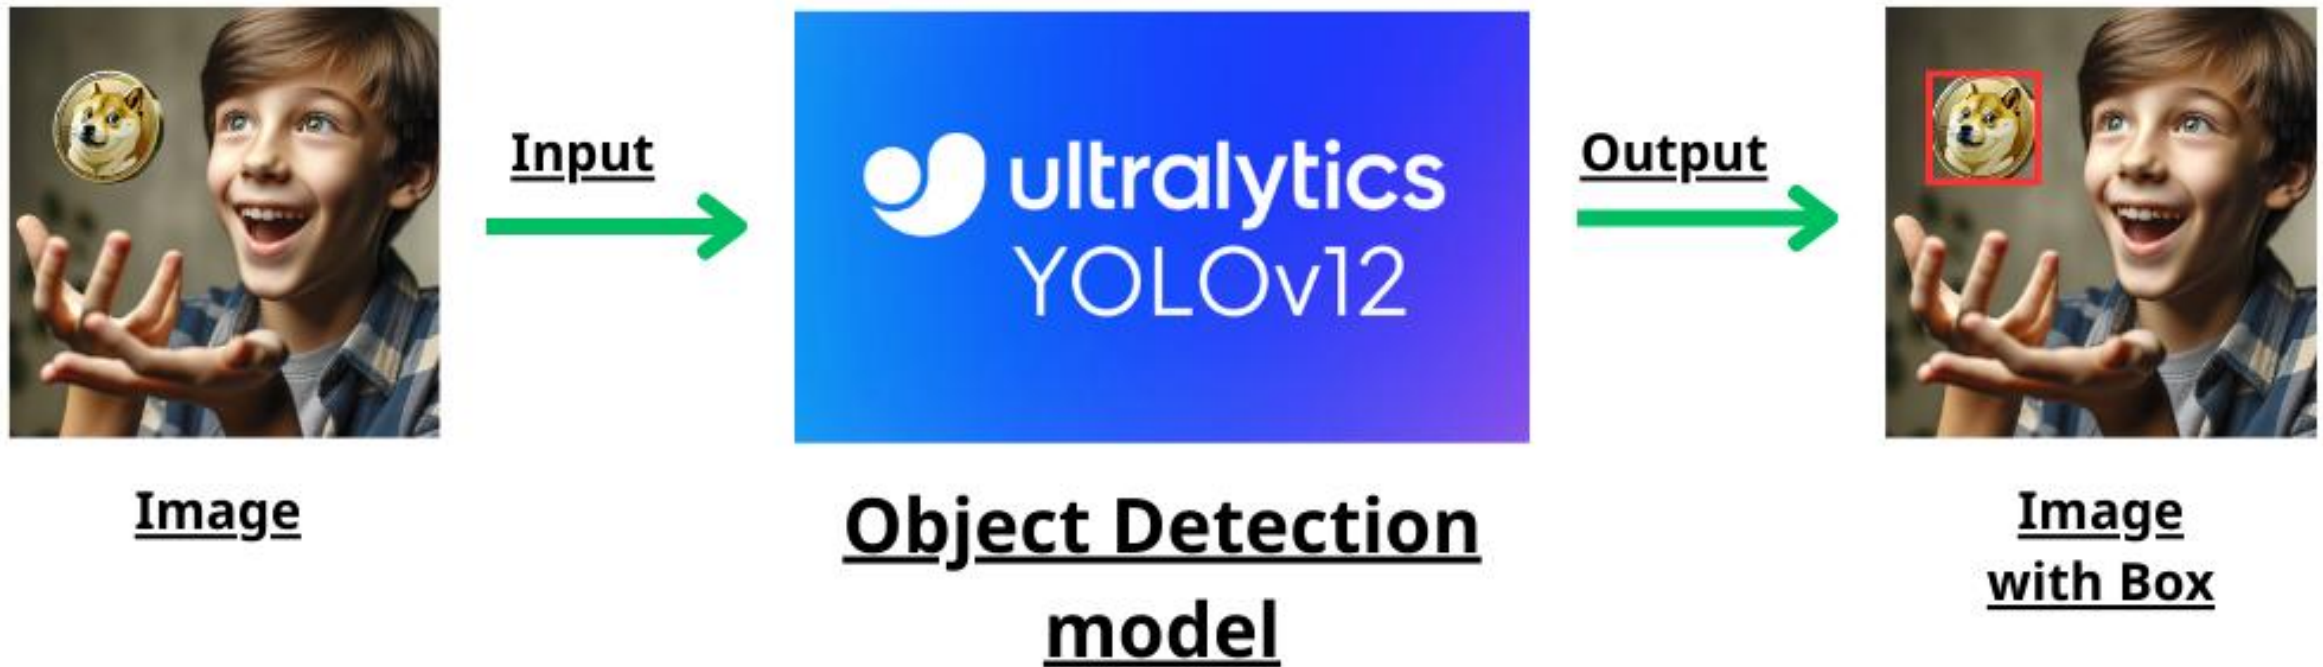 Input
ultralytics
YOLOv12
Output
Image
Object Detection
model
Image
with Box